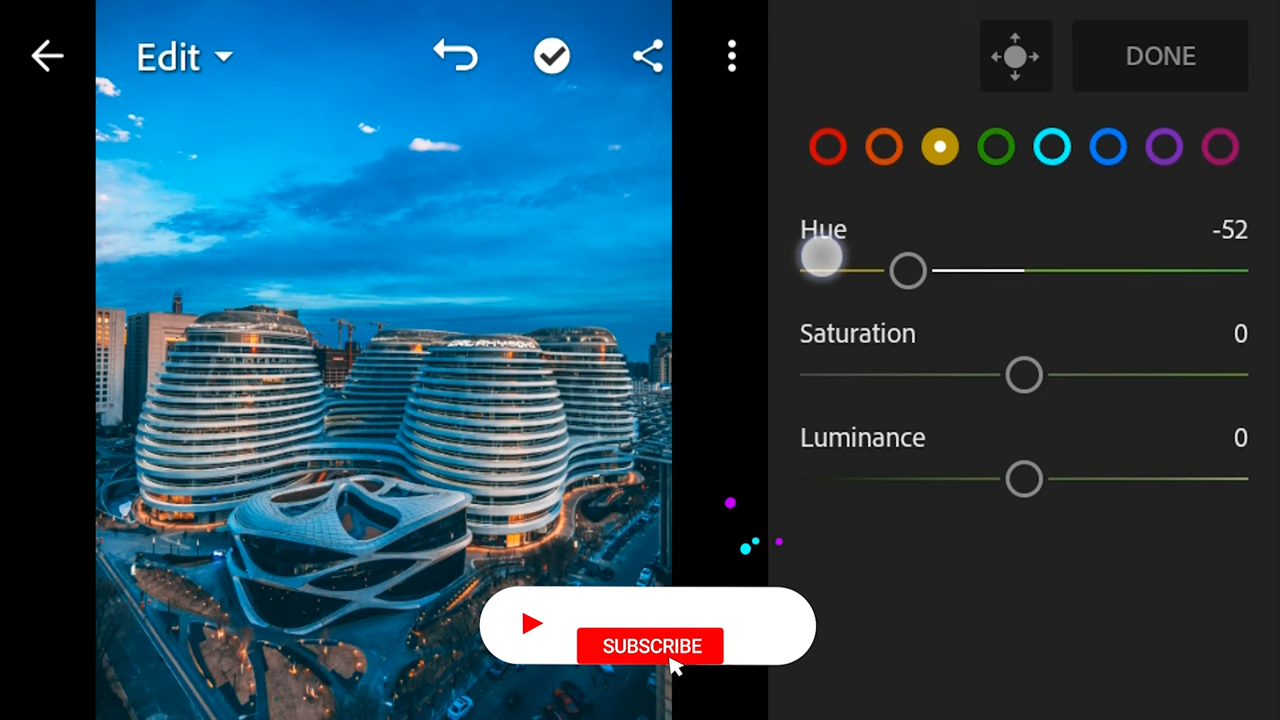 Edit
DONE
Hue -52
Saturation 0
Luminance 0
SUBSCRIBE